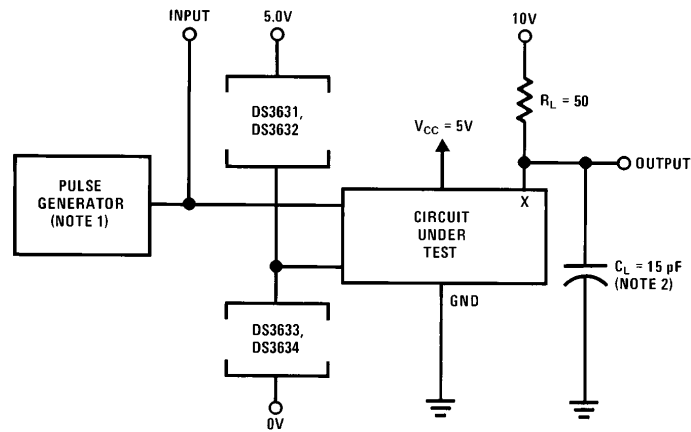 INPUT
5.0V
10V
DS3631,
DS3632
R_L = 50
V_CC = 5V
OUTPUT
PULSE
GENERATOR
(NOTE 1)
X
CIRCUIT
UNDER
TEST
C_L = 15 pF
(NOTE 2)
GND
DS3633,
DS3634
0V